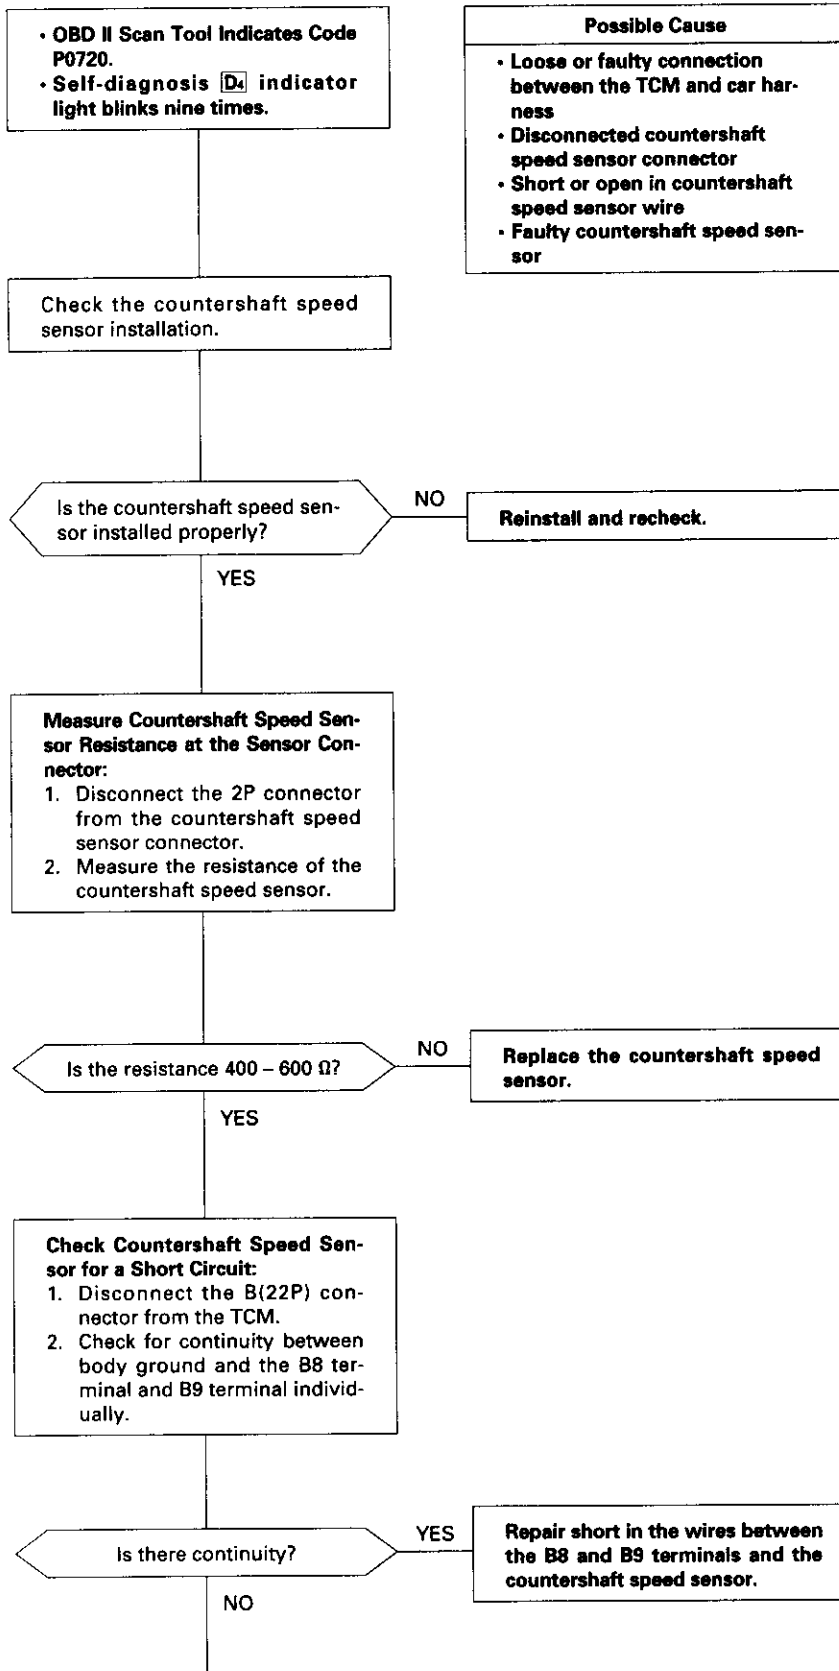 • OBD II Scan Tool Indicates Code
P0720.
• Self-diagnosis D4 indicator
light blinks nine times.
Possible Cause
• Loose or faulty connection
between the TCM and car har-
ness
• Disconnected countershaft
speed sensor connector
• Short or open in countershaft
speed sensor wire
• Faulty countershaft speed sen-
sor
Check the countershaft speed
sensor installation.
Is the countershaft speed sen-
sor installed properly?
NO
Reinstall and recheck.
YES
Measure Countershaft Speed Sen-
sor Resistance at the Sensor Con-
nector:
1. Disconnect the 2P connector
from the countershaft speed
sensor connector.
2. Measure the resistance of the
countershaft speed sensor.
Is the resistance 400 – 600 Ω?
NO
Replace the countershaft speed
sensor.
YES
Check Countershaft Speed Sen-
sor for a Short Circuit:
1. Disconnect the B(22P) con-
nector from the TCM.
2. Check for continuity between
body ground and the B8 ter-
minal and B9 terminal individ-
ually.
Is there continuity?
YES
Repair short in the wires between
the B8 and B9 terminals and the
countershaft speed sensor.
NO